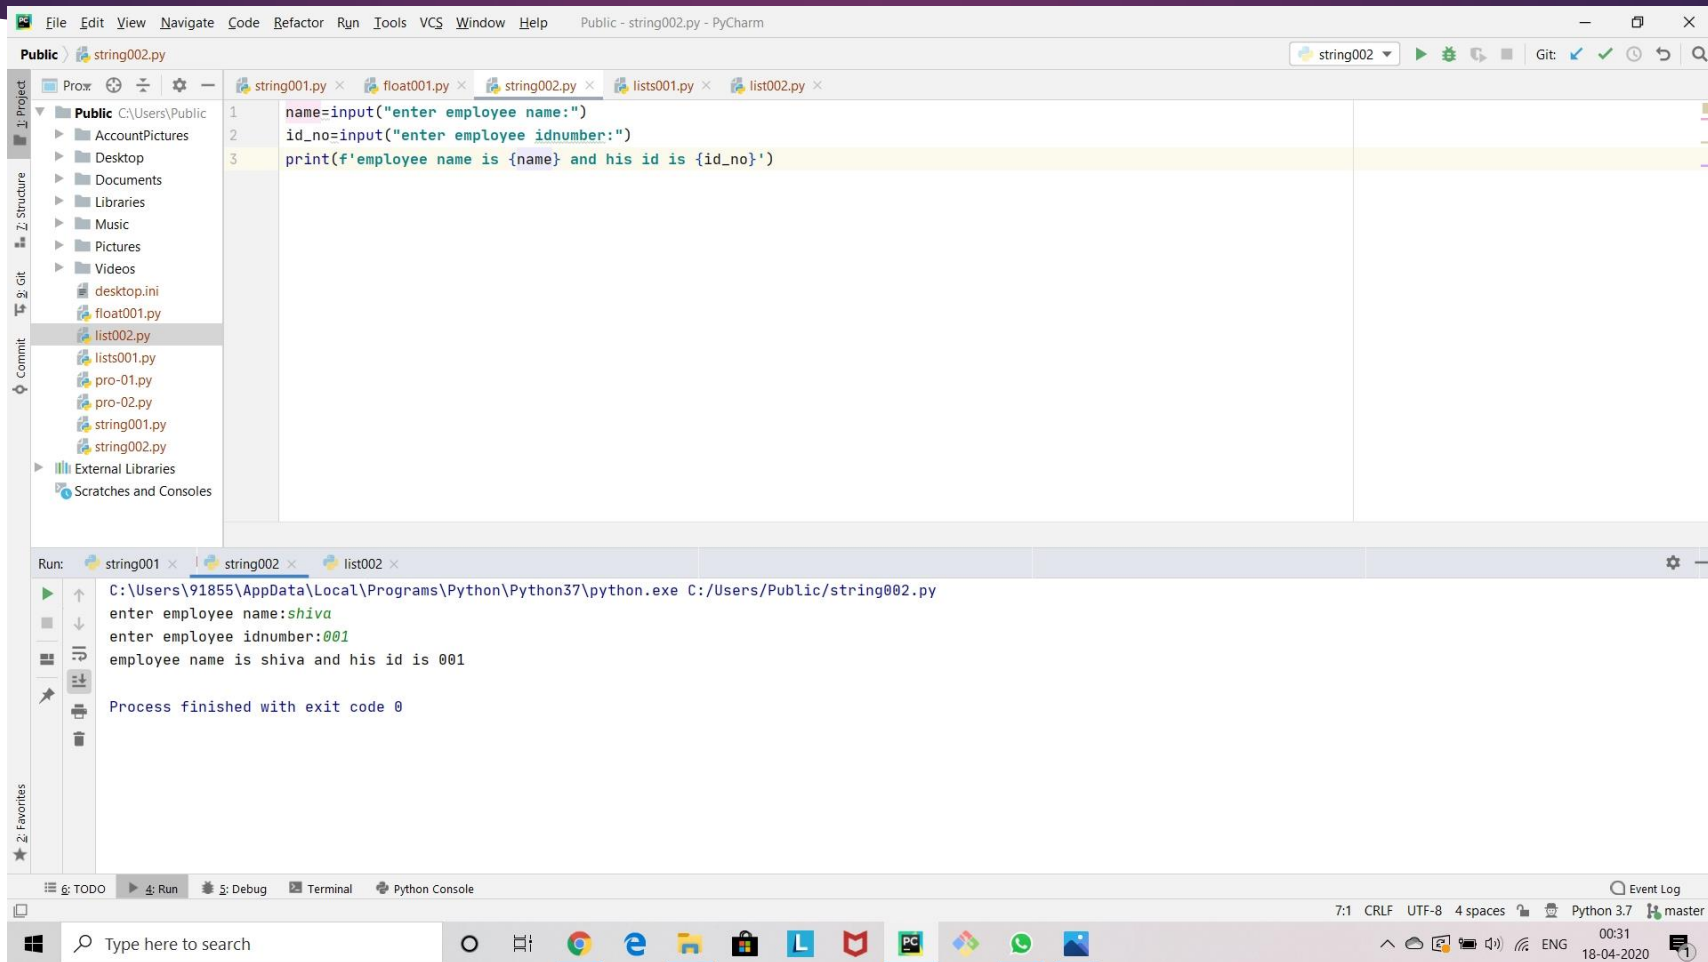 File Edit View Navigate Code Refactor Run Tools VCS Window Help Public - string002.py - PyCharm
Public string002.py string002 Git:
Proj string001.py float001.py string002.py lists001.py list002.py
1: Project
Z: Structure
9: Git
Commit
2: Favorites
Public C:\Users\Public
AccountPictures
Desktop
Documents
Libraries
Music
Pictures
Videos
desktop.ini
float001.py
list002.py
lists001.py
pro-01.py
pro-02.py
string001.py
string002.py
External Libraries
Scratches and Consoles
1 name=input("enter employee name:")
2 id_no=input("enter employee idnumber:")
3 print(f'employee name is {name} and his id is {id_no}')
Run: string001 string002 list002
C:\Users\91855\AppData\Local\Programs\Python\Python37\python.exe C:/Users/Public/string002.py
enter employee name:shiva
enter employee idnumber:001
employee name is shiva and his id is 001
Process finished with exit code 0
6: TODO 4: Run 5: Debug Terminal Python Console Event Log
7:1 CRLF UTF-8 4 spaces Python 3.7 master
Type here to search L PC ENG 00:31
18-04-2020 1